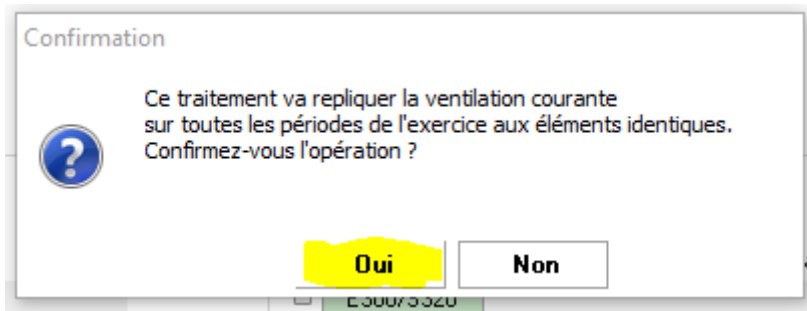 Confirmation
Ce traitement va repliquer la ventilation courante
sur toutes les périodes de l'exercice aux éléments identiques.
Confirmez-vous l'opération ?
Oui
Non